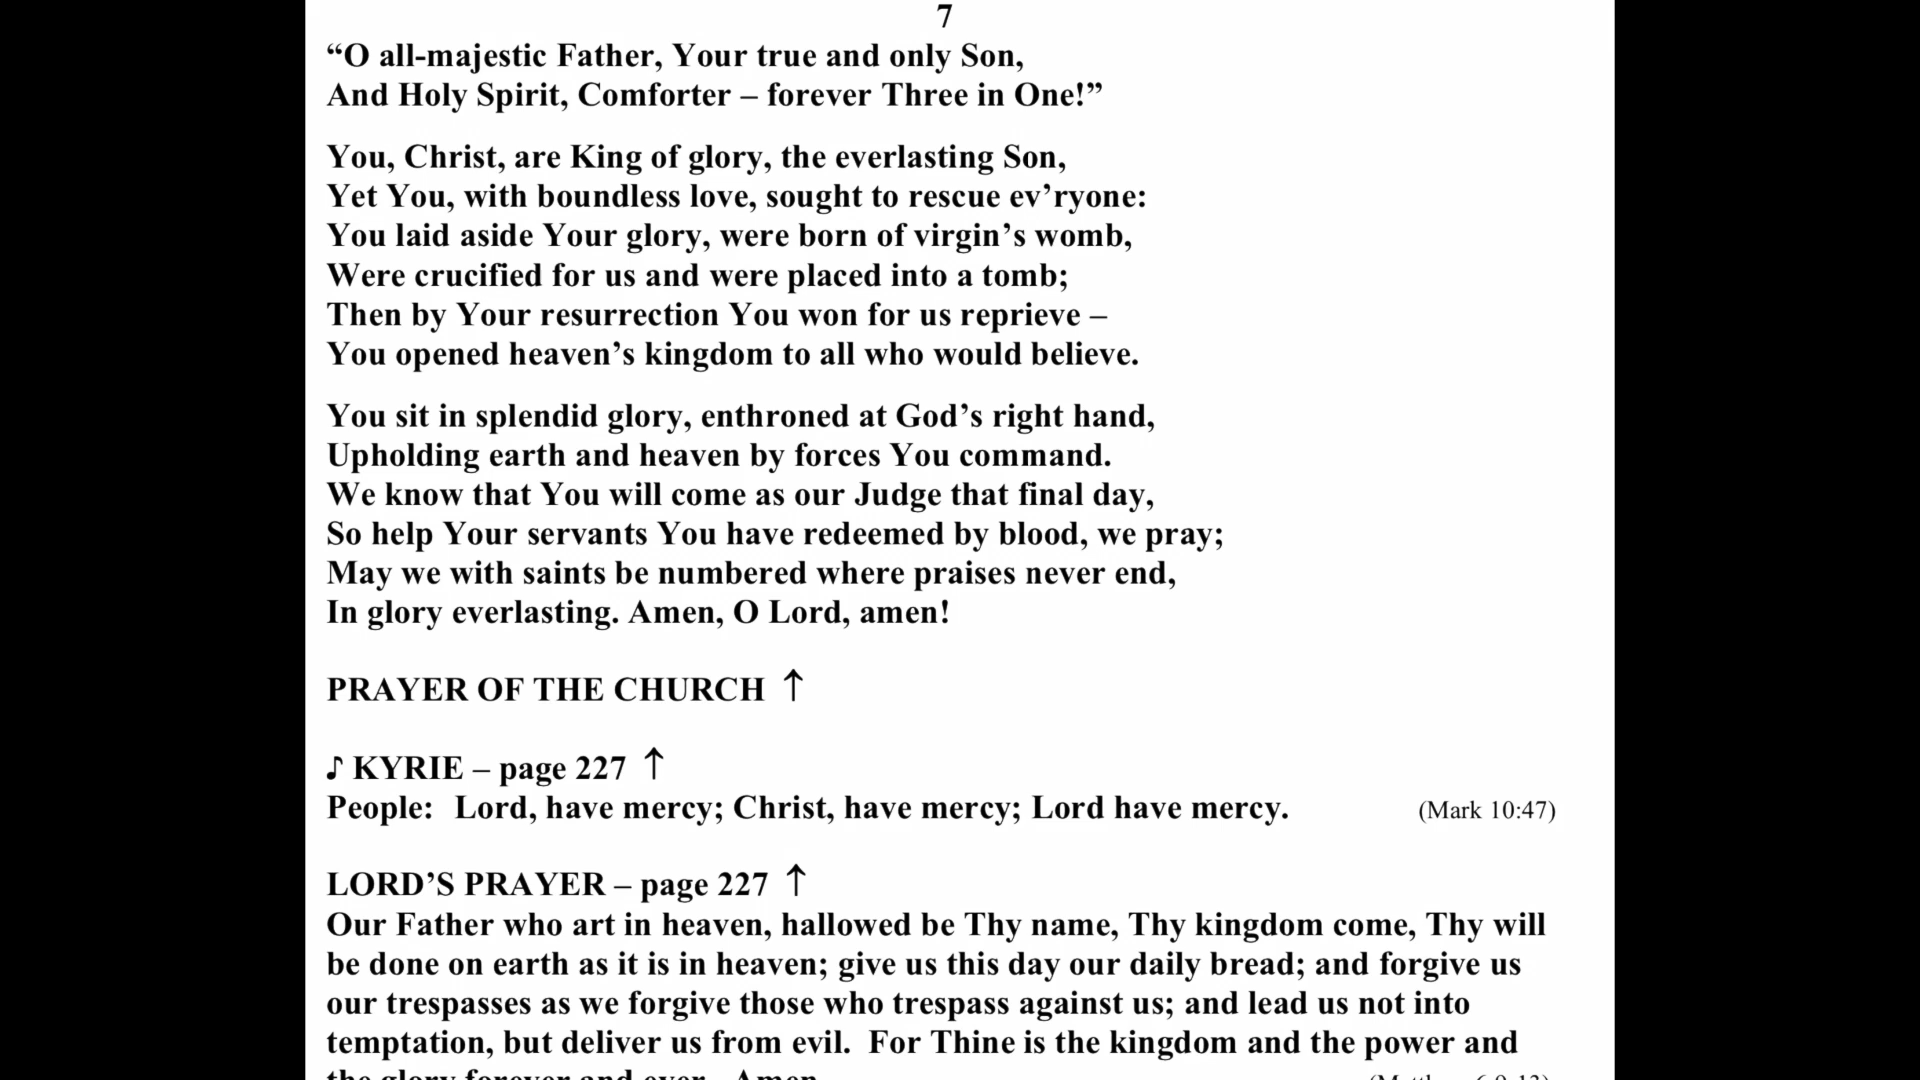 7
“O all-majestic Father, Your true and only Son,
And Holy Spirit, Comforter – forever Three in One!”
You, Christ, are King of glory, the everlasting Son,
Yet You, with boundless love, sought to rescue ev’ryone:
You laid aside Your glory, were born of virgin’s womb,
Were crucified for us and were placed into a tomb;
Then by Your resurrection You won for us reprieve –
You opened heaven’s kingdom to all who would believe.
You sit in splendid glory, enthroned at God’s right hand,
Upholding earth and heaven by forces You command.
We know that You will come as our Judge that final day,
So help Your servants You have redeemed by blood, we pray;
May we with saints be numbered where praises never end,
In glory everlasting. Amen, O Lord, amen!
PRAYER OF THE CHURCH ↑
♪ KYRIE – page 227 ↑
People: Lord, have mercy; Christ, have mercy; Lord have mercy. (Mark 10:47)
LORD’S PRAYER – page 227 ↑
Our Father who art in heaven, hallowed be Thy name, Thy kingdom come, Thy will
be done on earth as it is in heaven; give us this day our daily bread; and forgive us
our trespasses as we forgive those who trespass against us; and lead us not into
temptation, but deliver us from evil. For Thine is the kingdom and the power and
the glory forever and ever. Amen.